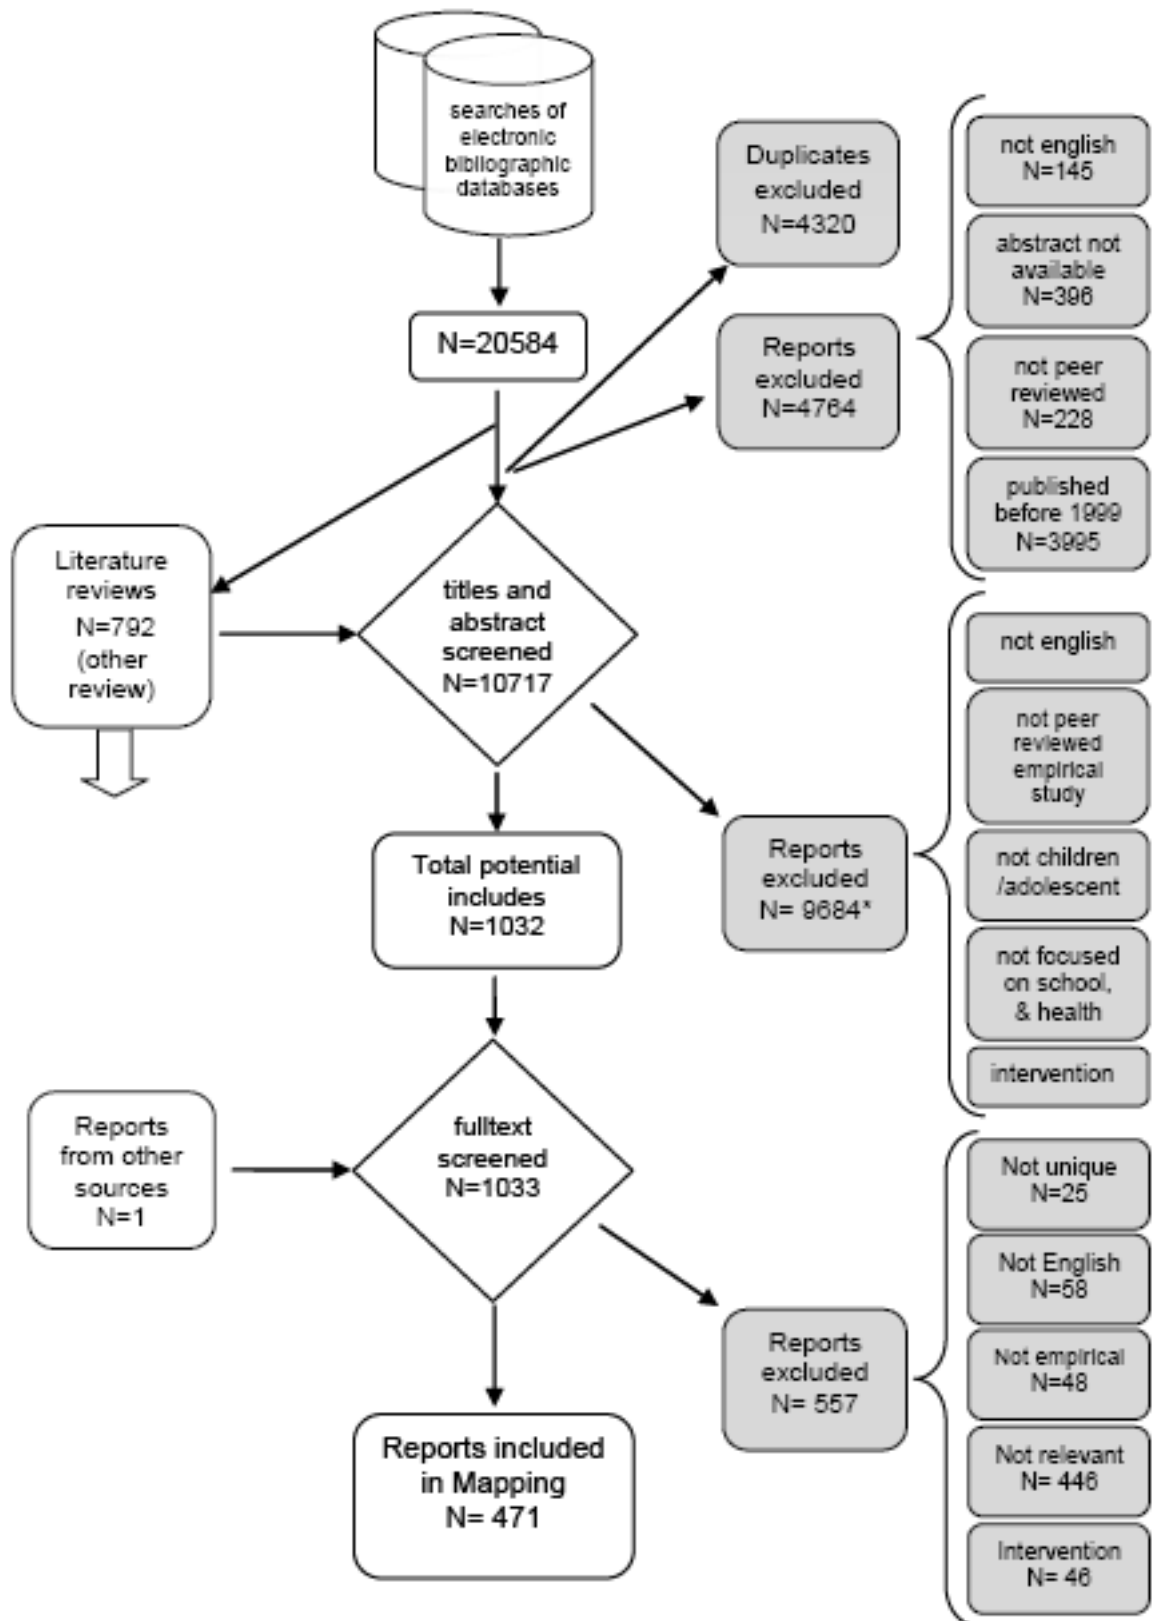 searches of
electronic
bibliographic
databases
N=20584
Duplicates
excluded
N=4320
Reports
excluded
N=4764
not english
N=145
abstract not
available
N=396
not peer
reviewed
N=228
published
before 1999
N=3995
Literature
reviews
N=792
(other
review)
titles and
abstract
screened
N=10717
Reports
excluded
N= 9684*
not english
not peer
reviewed
empirical
study
not children
/adolescent
not focused
on school,
& health
intervention
Total potential
includes
N=1032
Reports
from other
sources
N=1
fulltext
screened
N=1033
Reports
excluded
N= 557
Not unique
N=25
Not English
N=58
Not empirical
N=48
Not relevant
N= 446
Intervention
N= 46
Reports included
in Mapping
N= 471